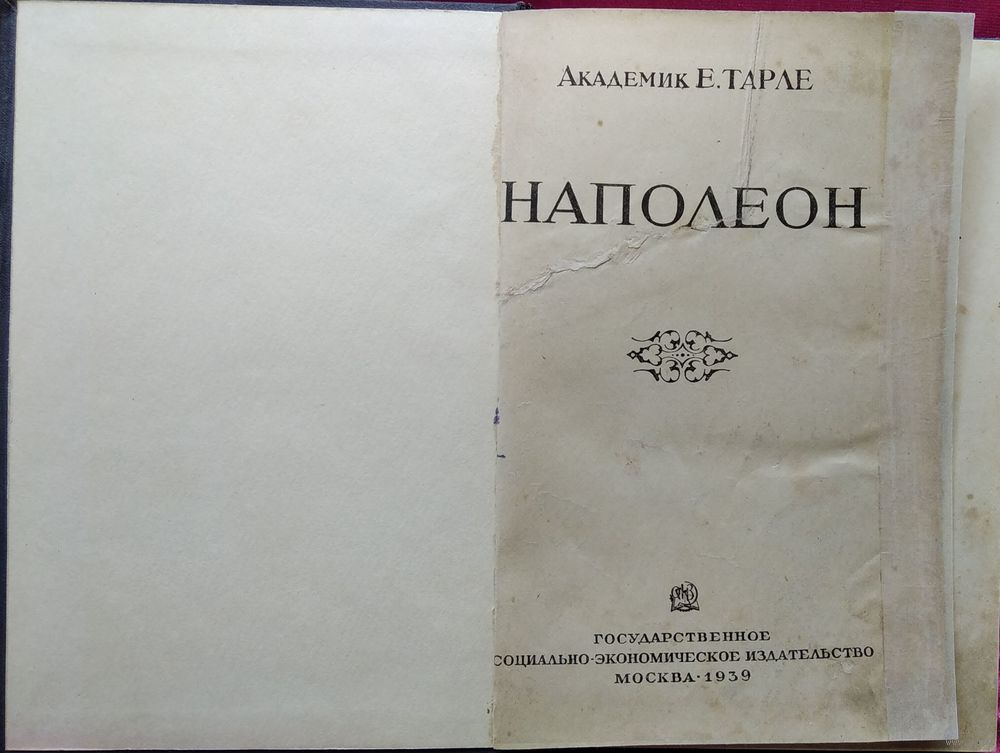 Академик Е. ТАРЛЕ
НАПОЛЕОН
ГОСУДАРСТВЕННОЕ
СОЦИАЛЬНО-ЭКОНОМИЧЕСКОЕ ИЗДАТЕЛЬСТВО
МОСКВА · 1939